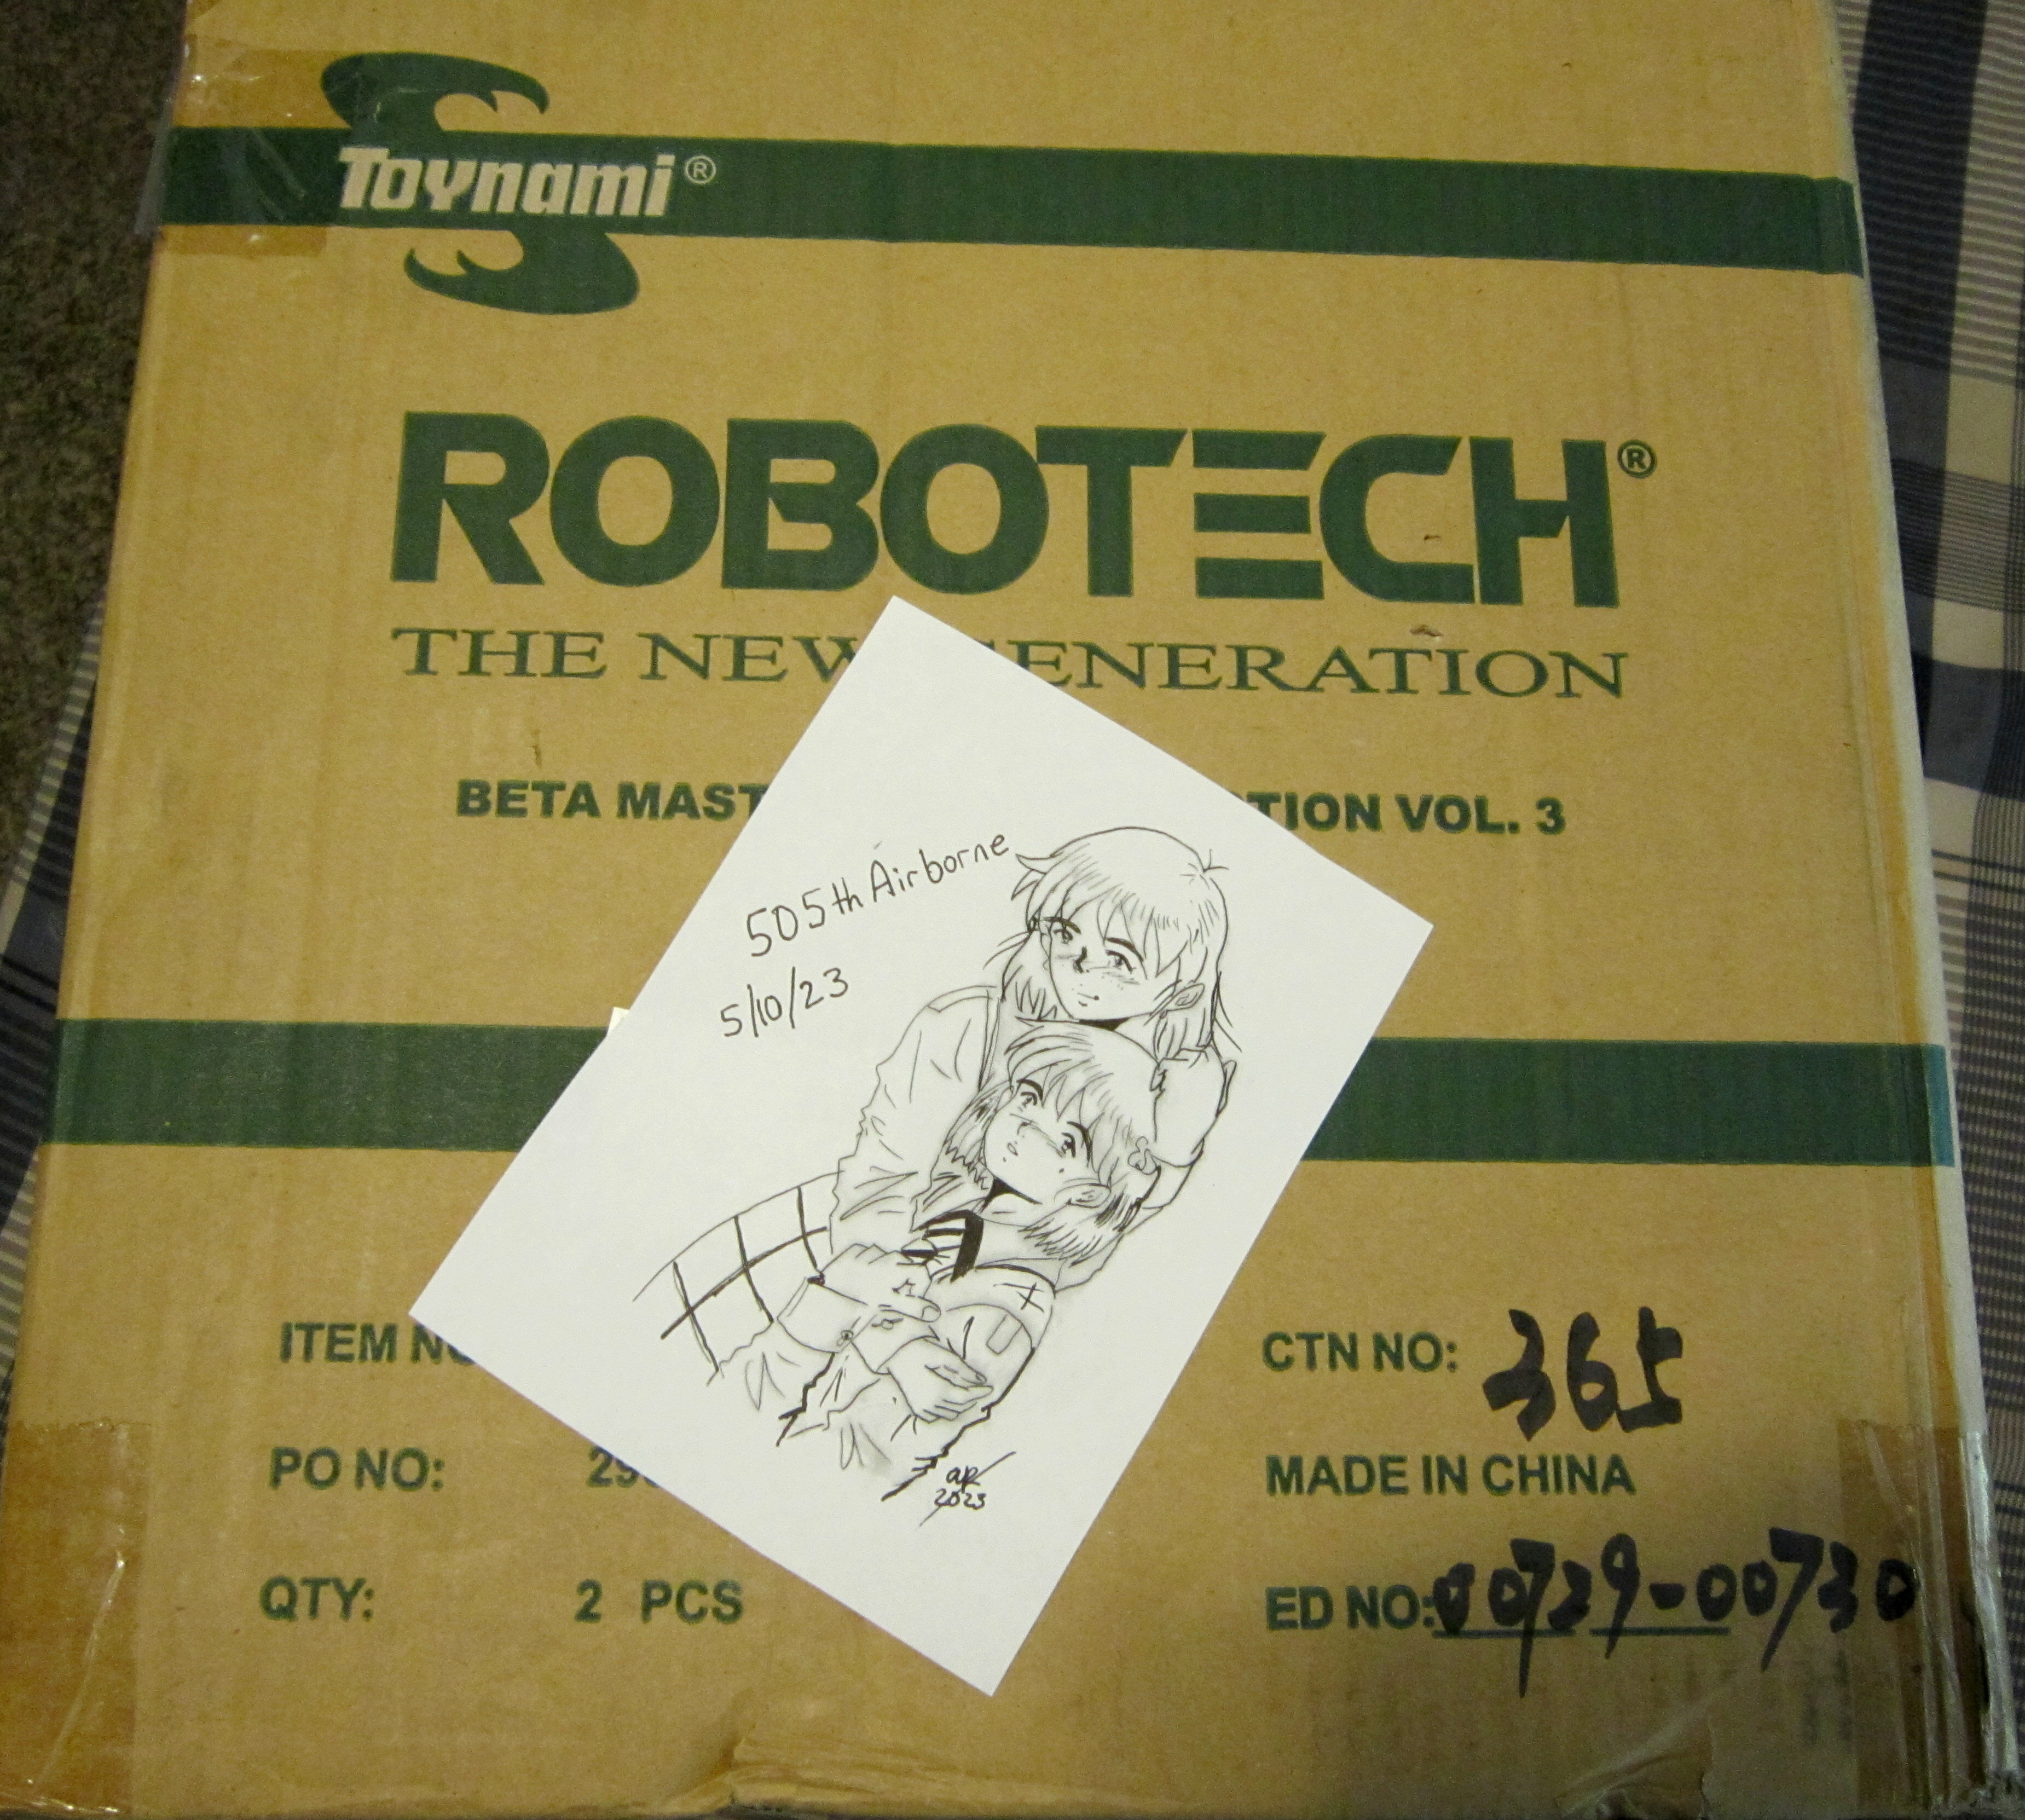 Toynami®
ROBOTECH®
THE NEW ENERATION
BETA MAST TION VOL. 3
505th Airborne
5/10/23
ITEM N
CTN NO: 365
PO NO: 25
MADE IN CHINA
QTY: 2 PCS
ED NO: 00729-00730
2023